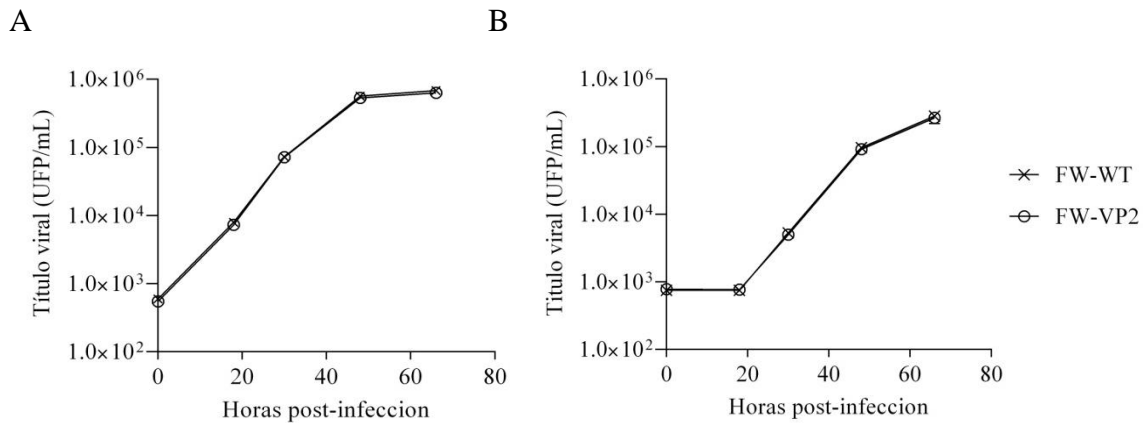 A
B
Título viral (UFP/mL)
1.0×10⁶
1.0×10⁵
1.0×10⁴
1.0×10³
1.0×10²
0
20
40
60
80
Horas post-infeccion
Titulo viral (UFP/mL)
1.0×10⁶
1.0×10⁵
1.0×10⁴
1.0×10³
1.0×10²
0
20
40
60
80
Horas post-infeccion
FW-WT
FW-VP2